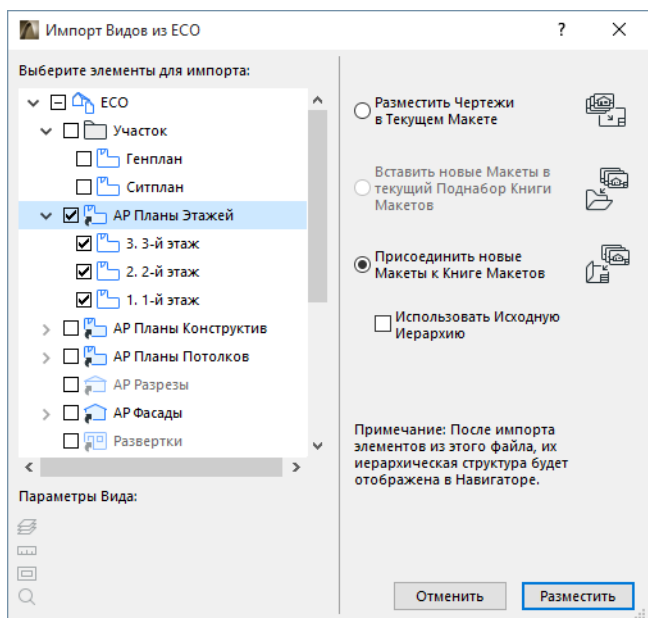 Импорт Видов из ECO
?
Выберите элементы для импорта:
ECO
Участок
Генплан
Ситплан
АР Планы Этажей
3. 3-й этаж
2. 2-й этаж
1. 1-й этаж
АР Планы Конструктив
АР Планы Потолков
АР Разрезы
АР Фасады
Развертки
Параметры Вида:
Разместить Чертежи
в Текущем Макете
Вставить новые Макеты в
текущий Поднабор Книги
Макетов
Присоединить новые
Макеты к Книге Макетов
Использовать Исходную
Иерархию
Примечание: После импорта
элементов из этого файла, их
иерархическая структура будет
отображена в Навигаторе.
Отменить
Разместить